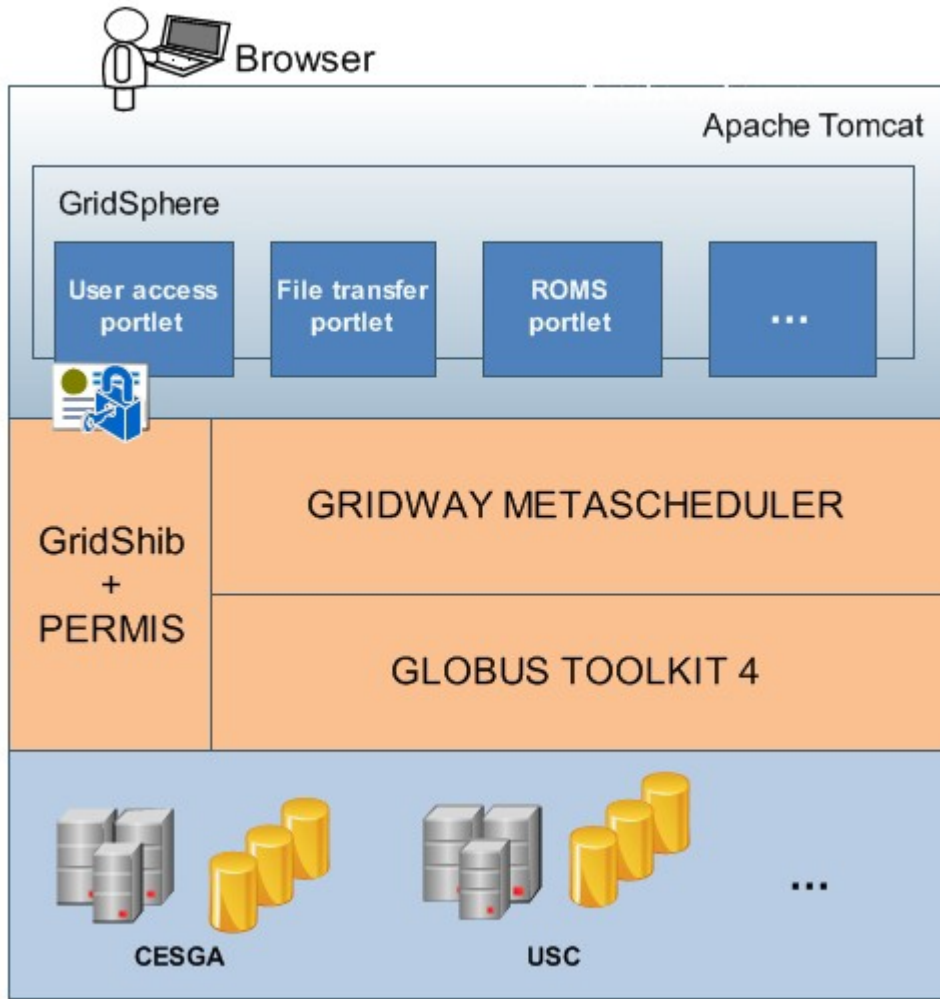 Browser
Apache Tomcat
GridSphere
User access
portlet
File transfer
portlet
ROMS
portlet
...
GridShib
+
PERMIS
GRIDWAY METASCHEDULER
GLOBUS TOOLKIT 4
...
CESGA
USC